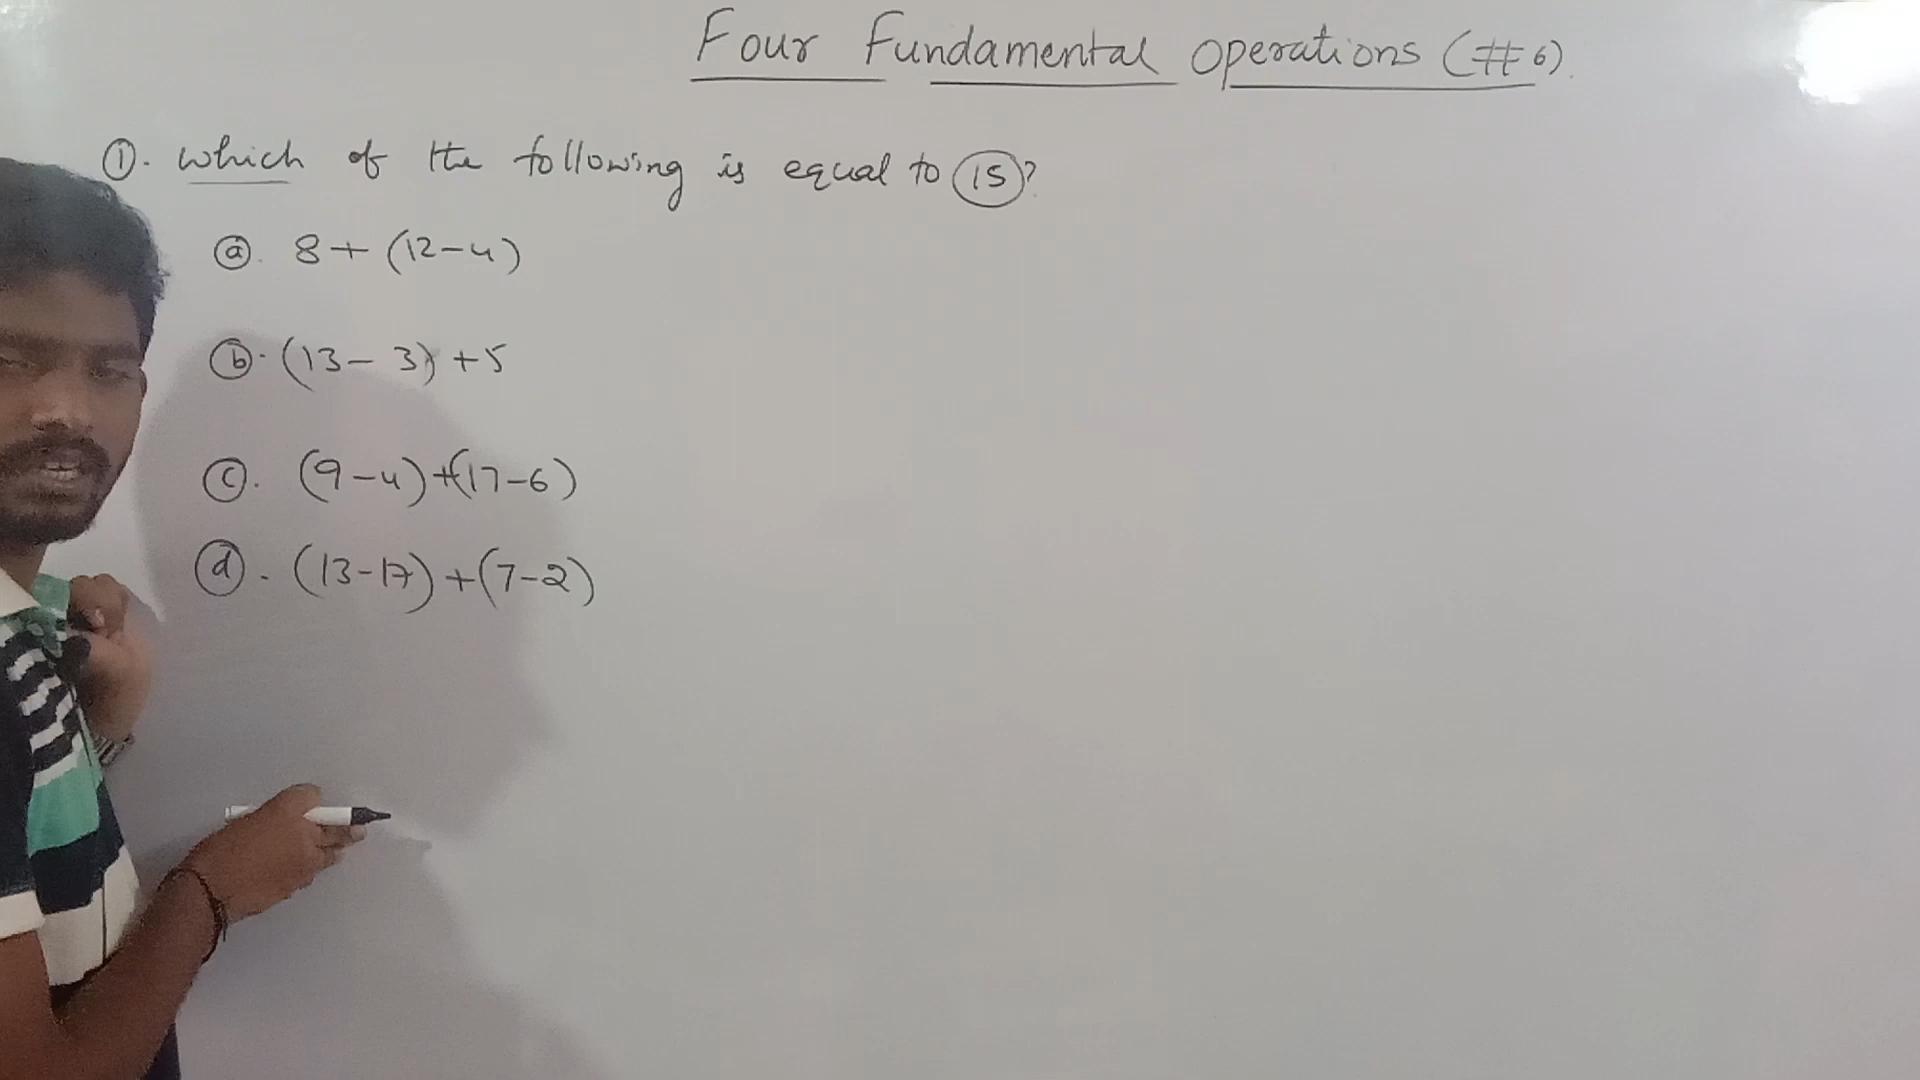 Four Fundamental Operations (#6).
①. Which of the following is equal to ⑮?
ⓐ. 8+(12-4)
ⓑ. (13-3)+5
ⓒ. (9-4)+(17-6)
ⓓ. (13-17)+(7-2)